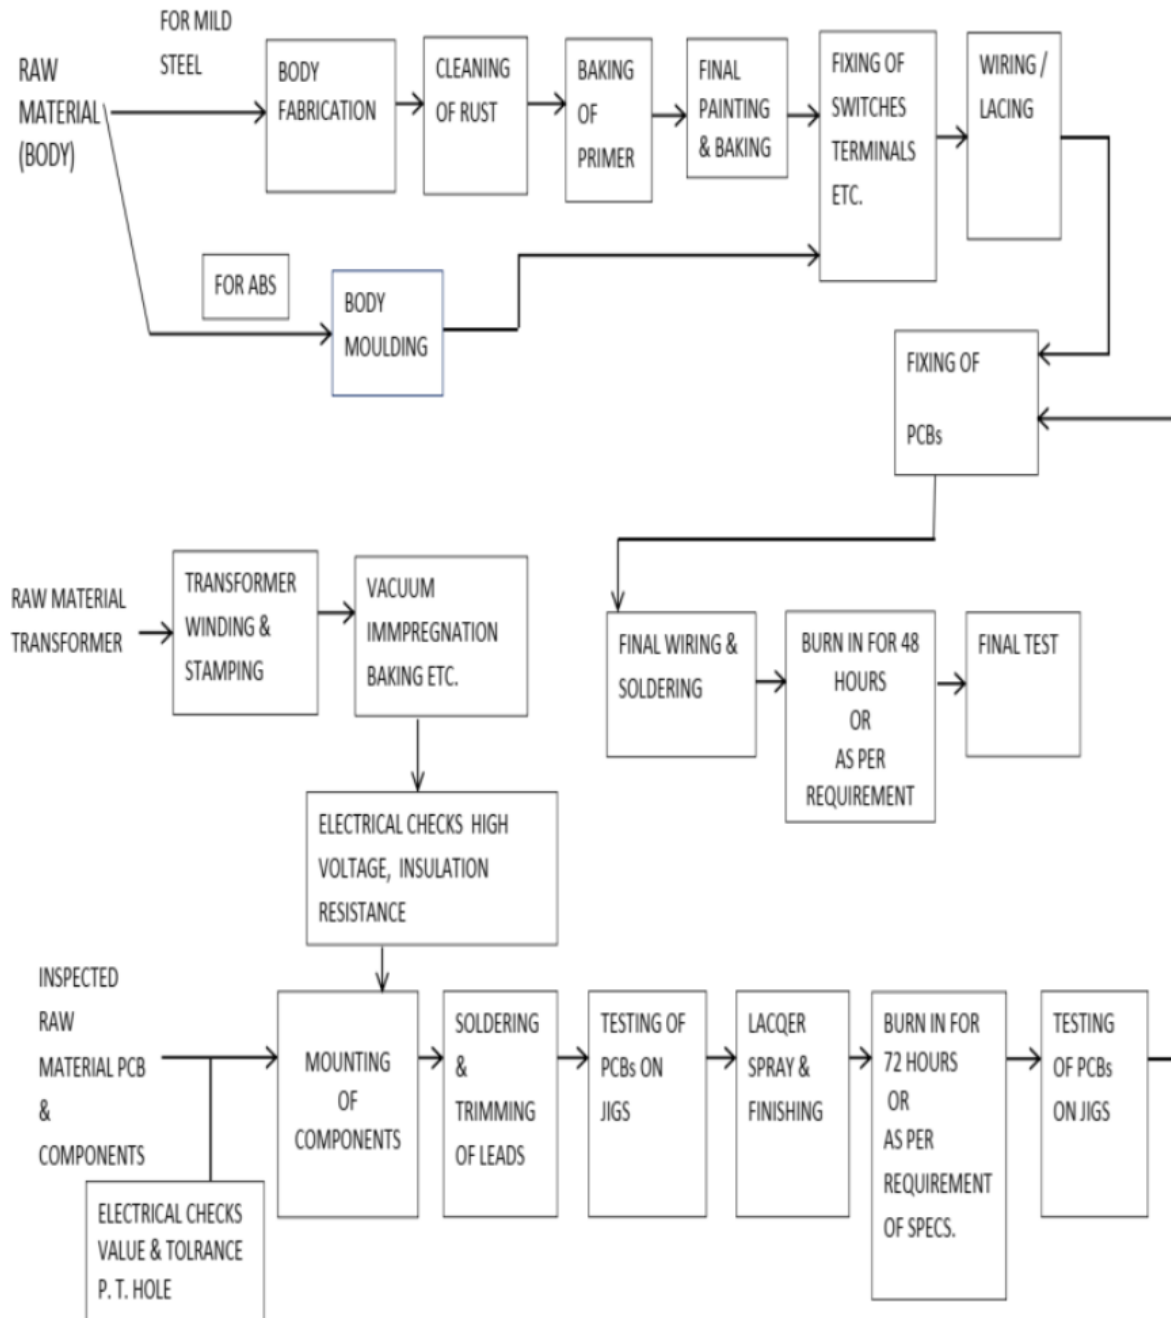 FOR MILD
STEEL
RAW
MATERIAL
(BODY)
BODY
FABRICATION
CLEANING
OF RUST
BAKING
OF
PRIMER
FINAL
PAINTING
& BAKING
FIXING OF
SWITCHES
TERMINALS
ETC.
WIRING /
LACING
FOR ABS
BODY
MOULDING
FIXING OF
PCBs
RAW MATERIAL
TRANSFORMER
TRANSFORMER
WINDING &
STAMPING
VACUUM
IMMPREGNATION
BAKING ETC.
FINAL WIRING &
SOLDERING
BURN IN FOR 48
HOURS
OR
AS PER
REQUIREMENT
FINAL TEST
ELECTRICAL CHECKS HIGH
VOLTAGE, INSULATION
RESISTANCE
INSPECTED
RAW
MATERIAL PCB
&
COMPONENTS
MOUNTING
OF
COMPONENTS
SOLDERING
&
TRIMMING
OF LEADS
TESTING OF
PCBs ON
JIGS
LACQER
SPRAY &
FINISHING
BURN IN FOR
72 HOURS
OR
AS PER
REQUIREMENT
OF SPECS.
TESTING
OF PCBs
ON JIGS
ELECTRICAL CHECKS
VALUE & TOLRANCE
P. T. HOLE